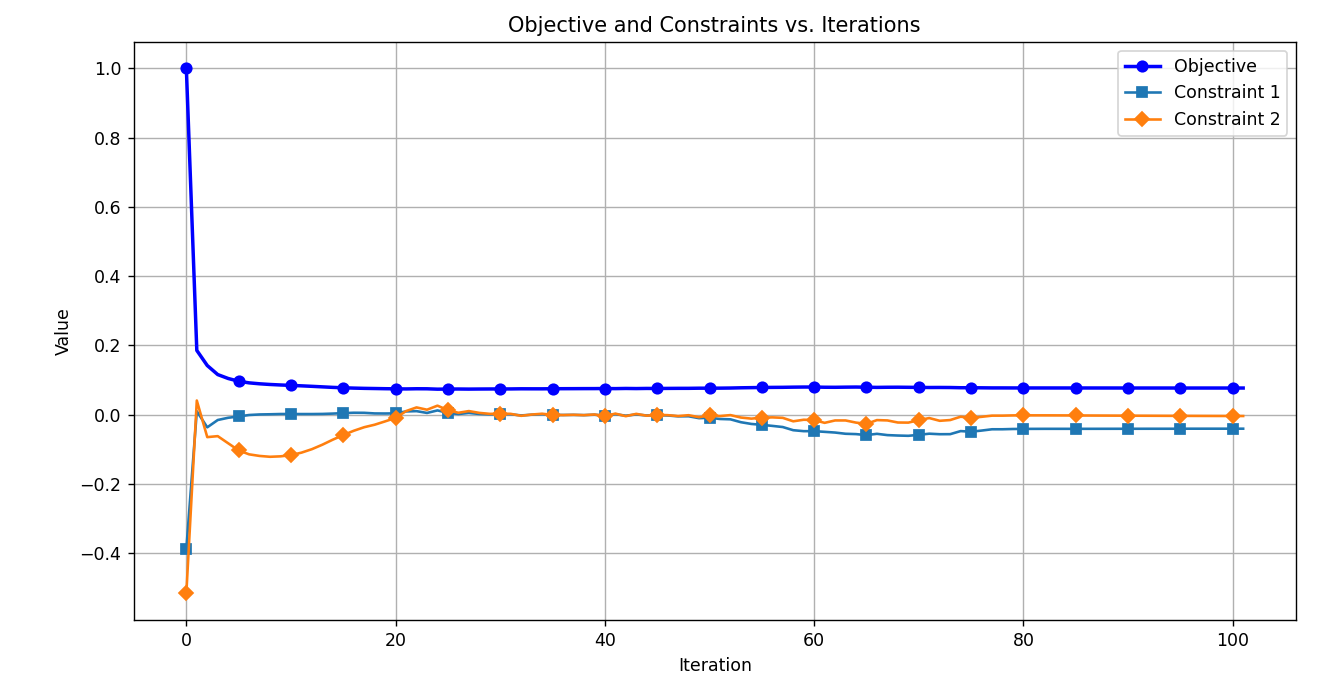 Objective and Constraints vs. Iterations
Objective
Constraint 1
Constraint 2
1.0
0.8
0.6
0.4
0.2
0.0
−0.2
−0.4
Value
0 20 40 60 80 100
Iteration